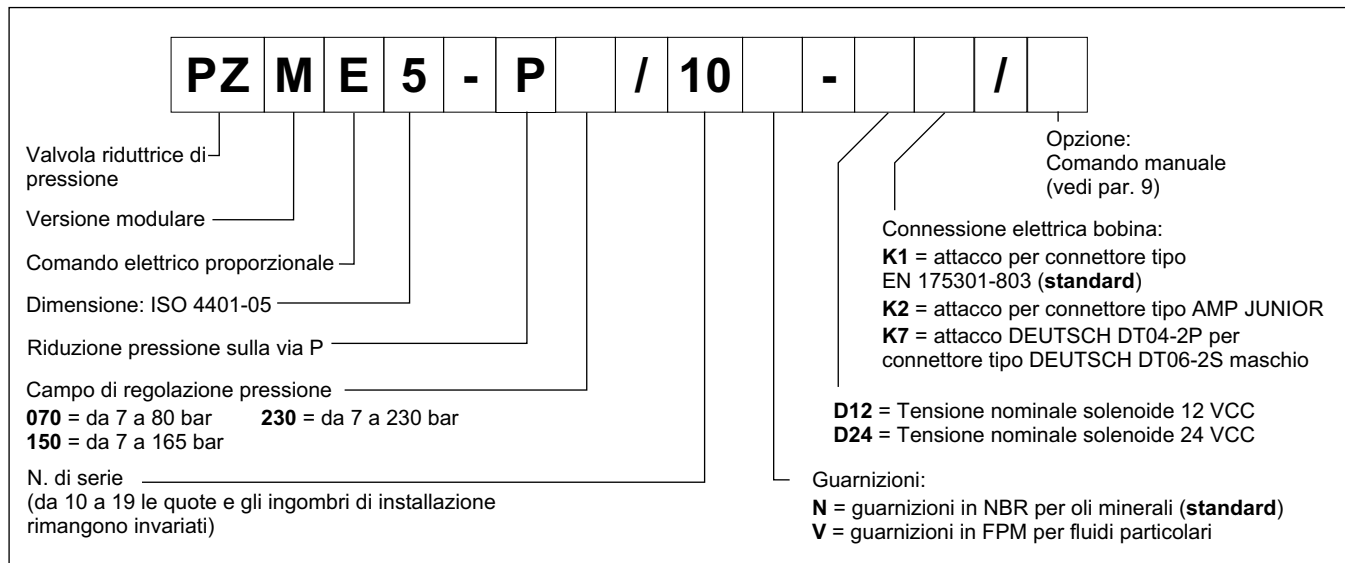 PZ M E 5 - P / 10 - /
Valvola riduttrice di
pressione
Versione modulare
Comando elettrico proporzionale
Dimensione: ISO 4401-05
Riduzione pressione sulla via P
Campo di regolazione pressione
070 = da 7 a 80 bar 230 = da 7 a 230 bar
150 = da 7 a 165 bar
N. di serie
(da 10 a 19 le quote e gli ingombri di installazione
rimangono invariati)
Opzione:
Comando manuale
(vedi par. 9)
Connessione elettrica bobina:
K1 = attacco per connettore tipo
EN 175301-803 (standard)
K2 = attacco per connettore tipo AMP JUNIOR
K7 = attacco DEUTSCH DT04-2P per
connettore tipo DEUTSCH DT06-2S maschio
D12 = Tensione nominale solenoide 12 VCC
D24 = Tensione nominale solenoide 24 VCC
Guarnizioni:
N = guarnizioni in NBR per oli minerali (standard)
V = guarnizioni in FPM per fluidi particolari